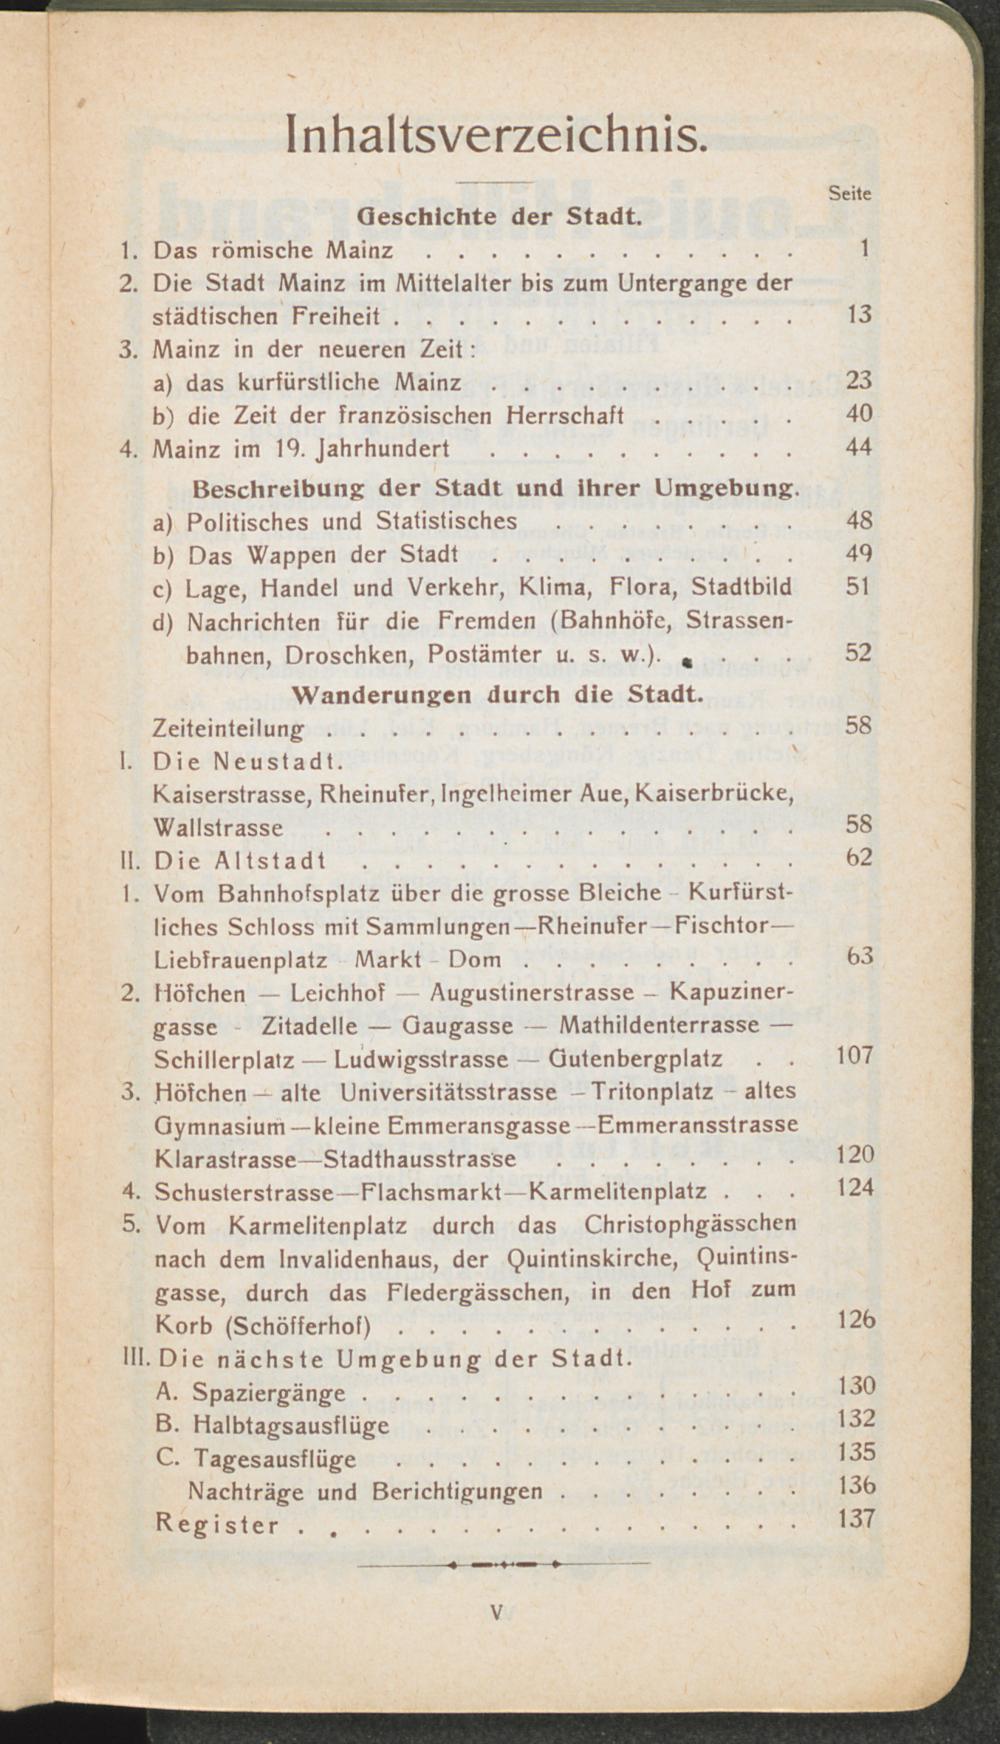 Inhaltsverzeichnis.
Seite
Geschichte der Stadt.
1. Das römische Mainz . . . . . . . . . . . . 1
2. Die Stadt Mainz im Mittelalter bis zum Untergange der
städtischen Freiheit . . . . . . . . . . . . . 13
3. Mainz in der neueren Zeit:
a) das kurfürstliche Mainz . . . . . . . . . . 23
b) die Zeit der französischen Herrschaft . . . . . 40
4. Mainz im 19. Jahrhundert . . . . . . . . . . 44
Beschreibung der Stadt und ihrer Umgebung.
a) Politisches und Statistisches . . . . . . . . 48
b) Das Wappen der Stadt . . . . . . . . . . 49
c) Lage, Handel und Verkehr, Klima, Flora, Stadtbild 51
d) Nachrichten für die Fremden (Bahnhöfe, Strassen-
bahnen, Droschken, Postämter u. s. w.). . . . . 52
Wanderungen durch die Stadt.
Zeiteinteilung . . . . . . . . . . . . . . . 58
I. Die Neustadt.
Kaiserstrasse, Rheinufer, Ingelheimer Aue, Kaiserbrücke,
Wallstrasse . . . . . . . . . . . . . . . 58
II. Die Altstadt . . . . . . . . . . . . . . 62
1. Vom Bahnhofsplatz über die grosse Bleiche – Kurfürst-
liches Schloss mit Sammlungen—Rheinufer—Fischtor—
Liebfrauenplatz – Markt – Dom . . . . . . . . . 63
2. Höfchen — Leichhof — Augustinerstrasse – Kapuziner-
gasse - Zitadelle — Gaugasse — Mathildenterrasse —
Schillerplatz — Ludwigsstrasse — Gutenbergplatz . . 107
3. Höfchen — alte Universitätsstrasse – Tritonplatz – altes
Gymnasium—kleine Emmeransgasse—Emmeransstrasse
Klarastrasse—Stadthausstrasse . . . . . . . . 120
4. Schusterstrasse—Flachsmarkt—Karmelitenplatz . . . 124
5. Vom Karmelitenplatz durch das Christophgässchen
nach dem Invalidenhaus, der Quintinskirche, Quintins-
gasse, durch das Fledergässchen, in den Hof zum
Korb (Schöfferhof) . . . . . . . . . . . . . 126
III. Die nächste Umgebung der Stadt.
A. Spaziergänge . . . . . . . . . . . . . . 130
B. Halbtagsausflüge . . . . . . . . . . . . 132
C. Tagesausflüge . . . . . . . . . . . . . 135
Nachträge und Berichtigungen . . . . . . . . 136
Register . . . . . . . . . . . . . . . . 137
V